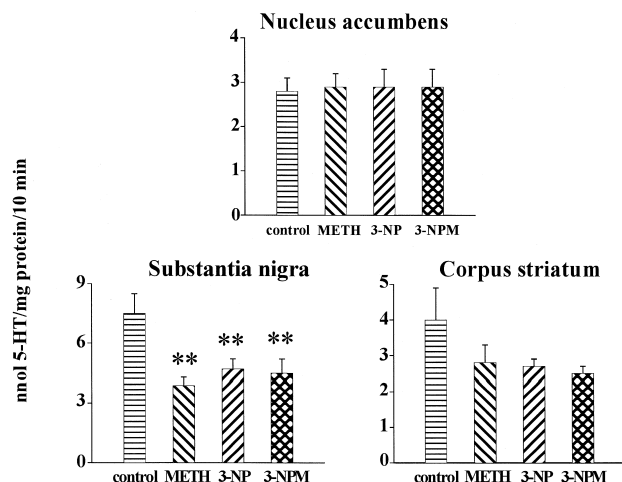 Nucleus accumbens
4
3
2
1
0
control METH 3-NP 3-NPM
nnol 5-HT/mg protein/10 min
Substantia nigra
9
6
3
0
** ** **
control METH 3-NP 3-NPM
Corpus striatum
5
4
3
2
1
0
control METH 3-NP 3-NPM